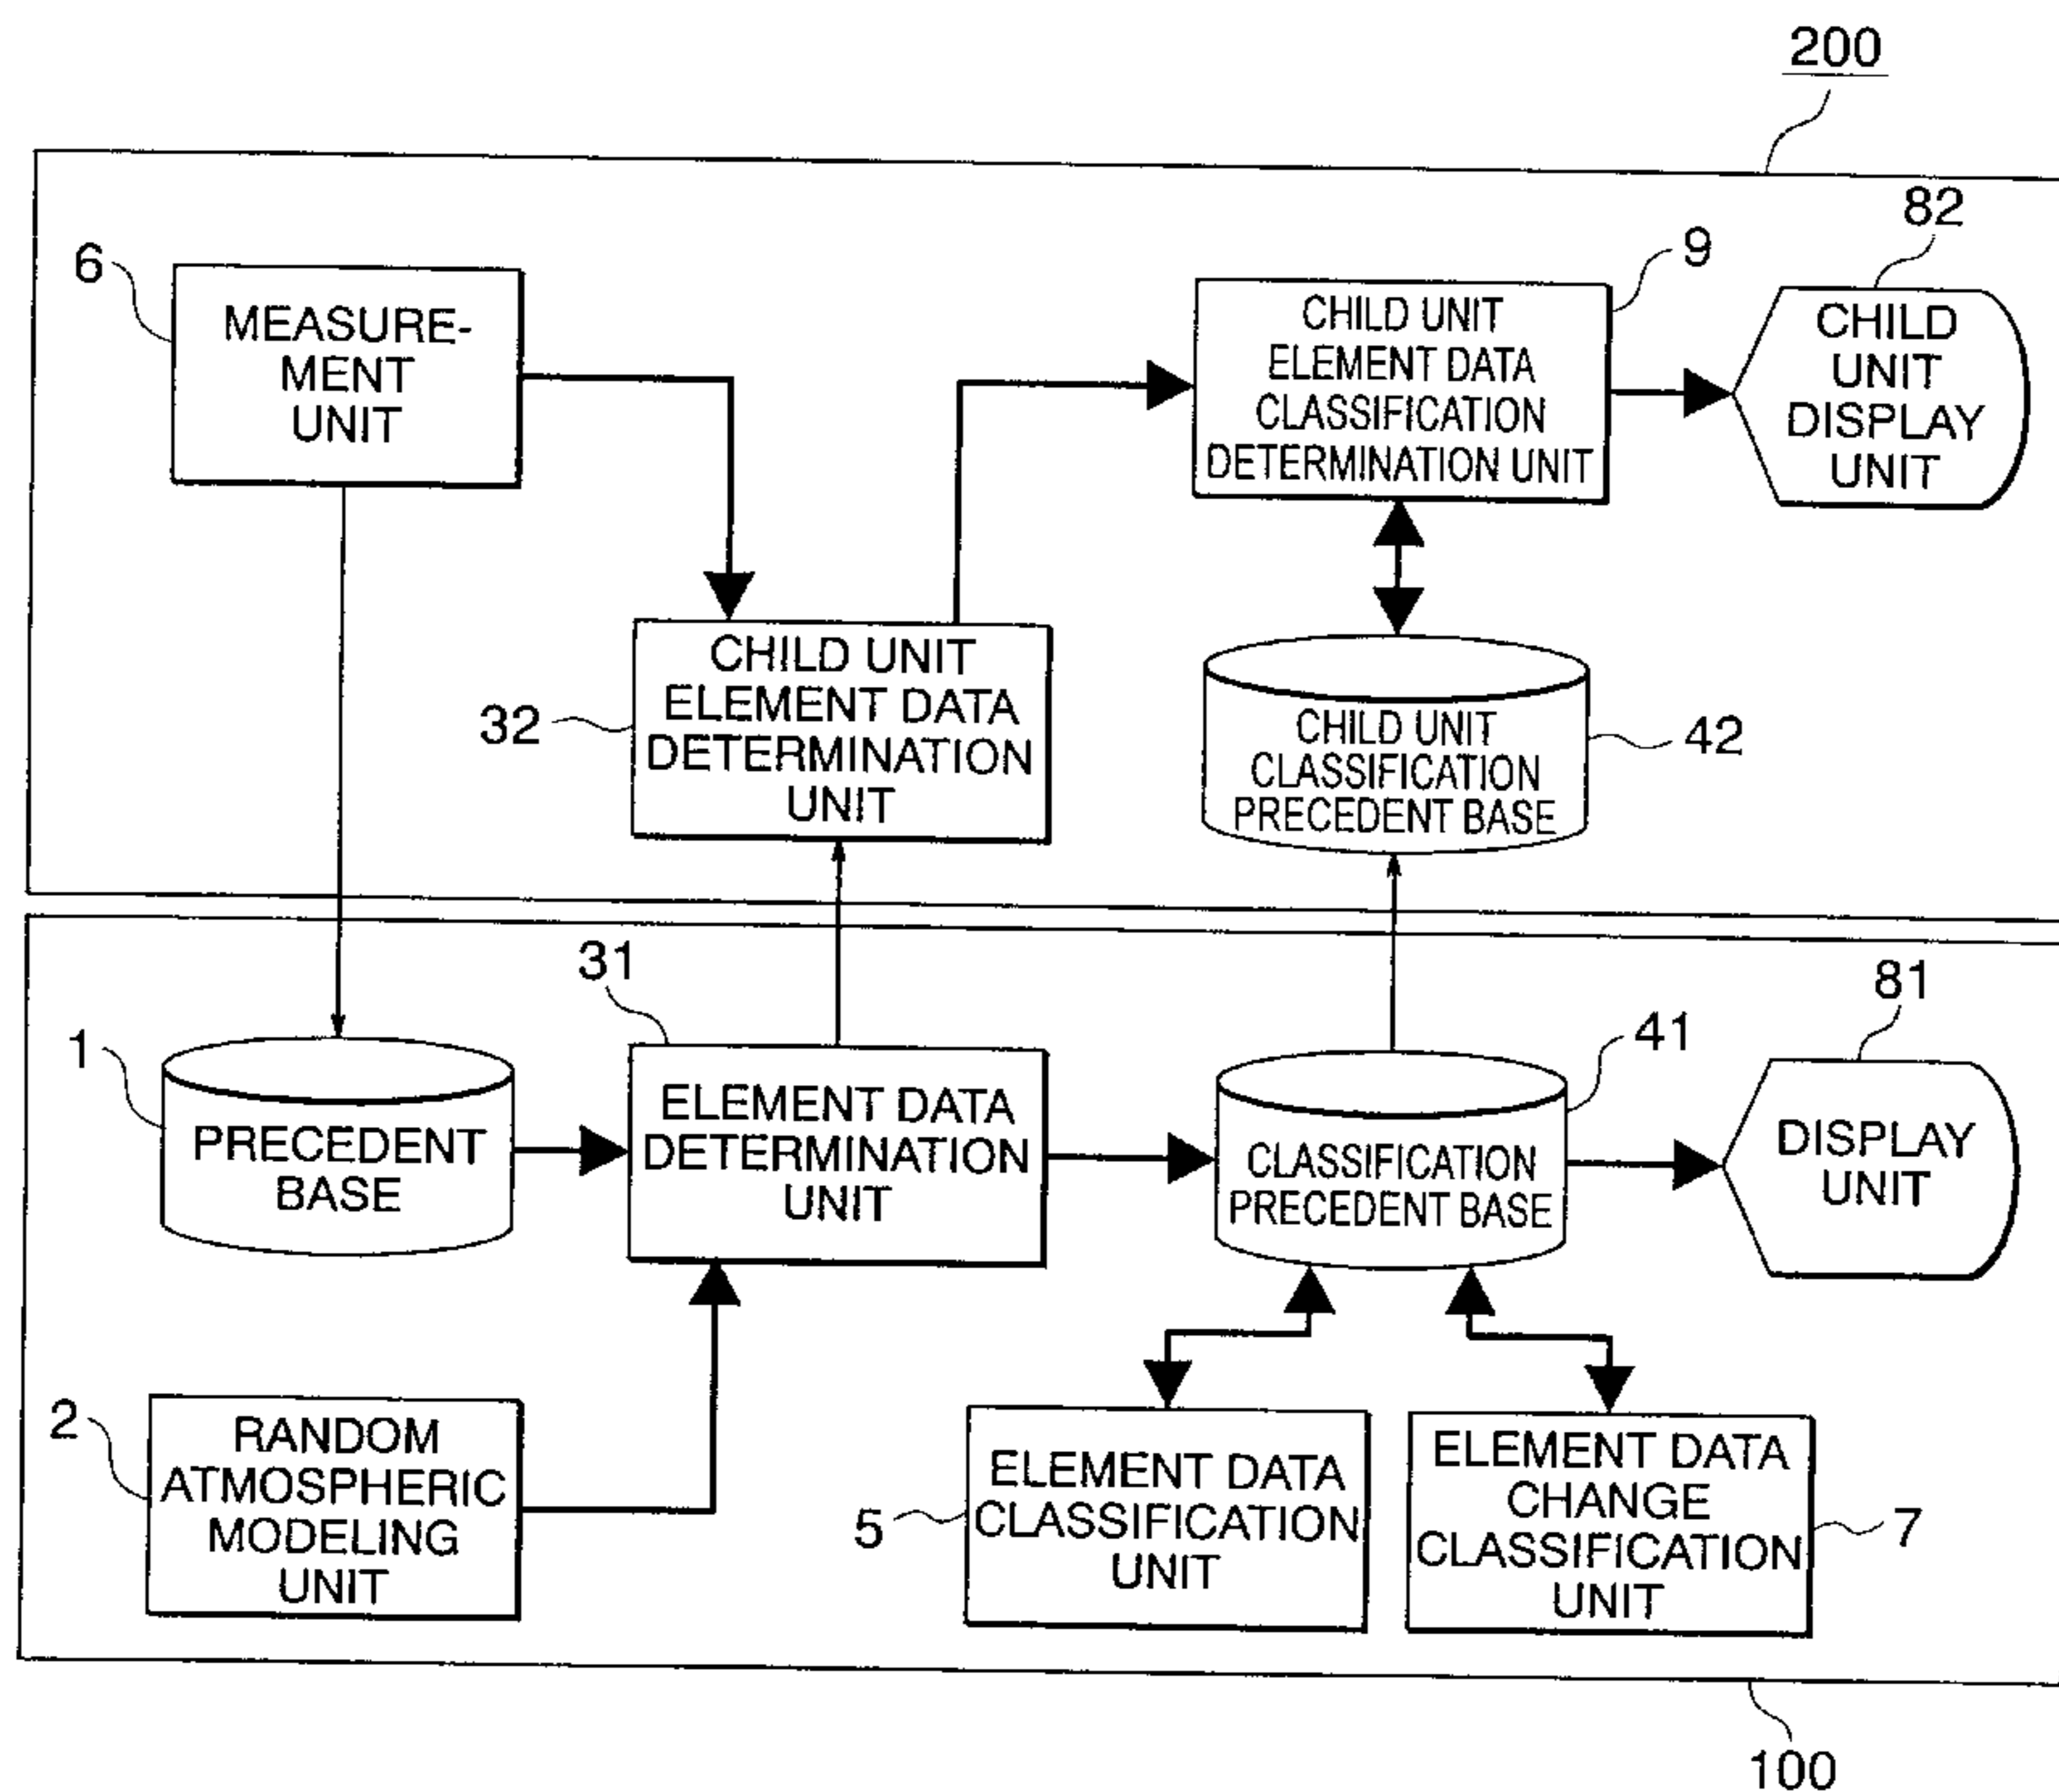 200
82
6
9
MEASURE-
MENT
UNIT
CHILD UNIT
ELEMENT DATA
CLASSIFICATION
DETERMINATION UNIT
CHILD
UNIT
DISPLAY
UNIT
32
CHILD UNIT
ELEMENT DATA
DETERMINATION
UNIT
CHILD UNIT
CLASSIFICATION
PRECEDENT BASE
42
31
81
1
41
PRECEDENT
BASE
ELEMENT DATA
DETERMINATION
UNIT
CLASSIFICATION
PRECEDENT BASE
DISPLAY
UNIT
2
RANDOM
ATMOSPHERIC
MODELING
UNIT
5
ELEMENT DATA
CLASSIFICATION
UNIT
ELEMENT DATA
CHANGE
CLASSIFICATION
UNIT
7
100